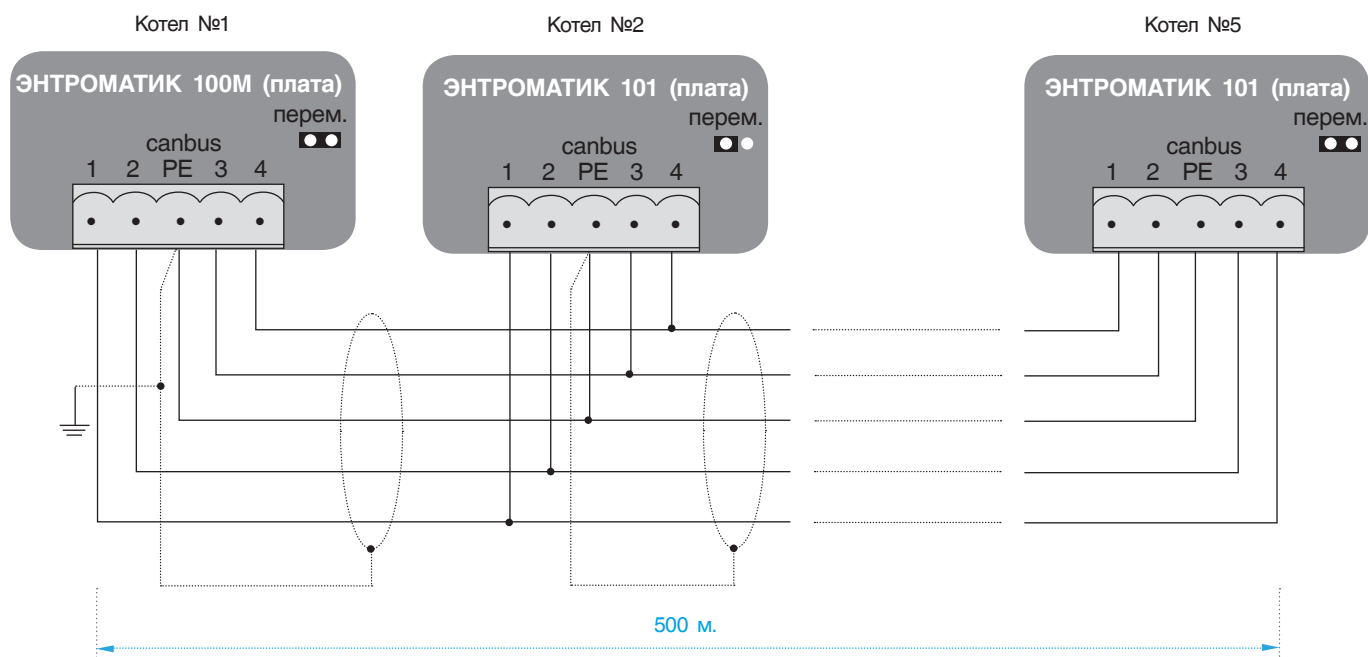 Котел №1 Котел №2 Котел №5
ЭНТРОМАТИК 100М (плата)
перем.
canbus
1 2 PE 3 4
ЭНТРОМАТИК 101 (плата)
перем.
canbus
1 2 PE 3 4
ЭНТРОМАТИК 101 (плата)
перем.
canbus
1 2 PE 3 4
500 м.